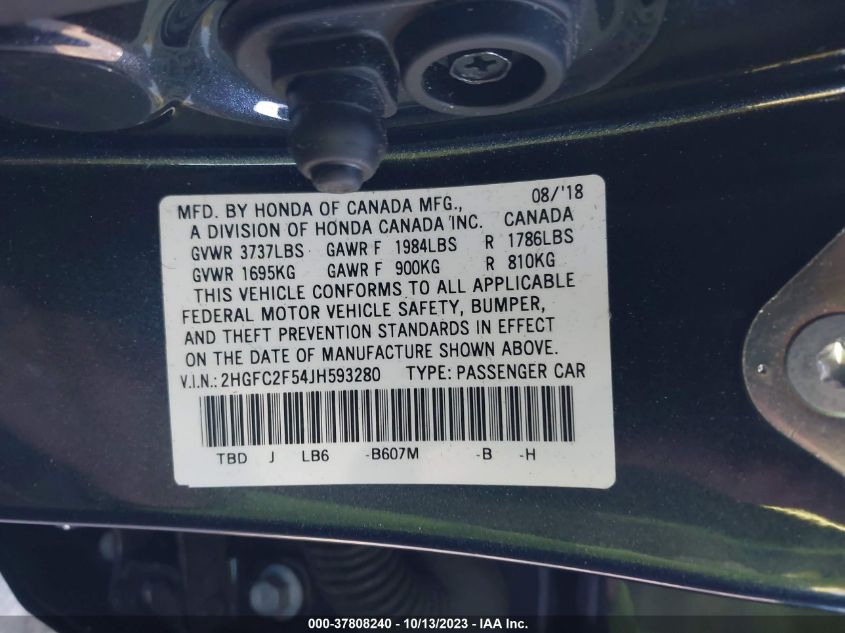 MFD. BY HONDA OF CANADA MFG., 08/'18
A DIVISION OF HONDA CANADA INC. CANADA
GVWR 3737LBS GAWR F 1984LBS R 1786LBS
GVWR 1695KG GAWR F 900KG R 810KG
THIS VEHICLE CONFORMS TO ALL APPLICABLE
FEDERAL MOTOR VEHICLE SAFETY, BUMPER,
AND THEFT PREVENTION STANDARDS IN EFFECT
ON THE DATE OF MANUFACTURE SHOWN ABOVE.
V.I.N.: 2HGFC2F54JH593280 TYPE: PASSENGER CAR
TBD J LB6 -B607M -B -H
000-37808240 - 10/13/2023 - IAA Inc.